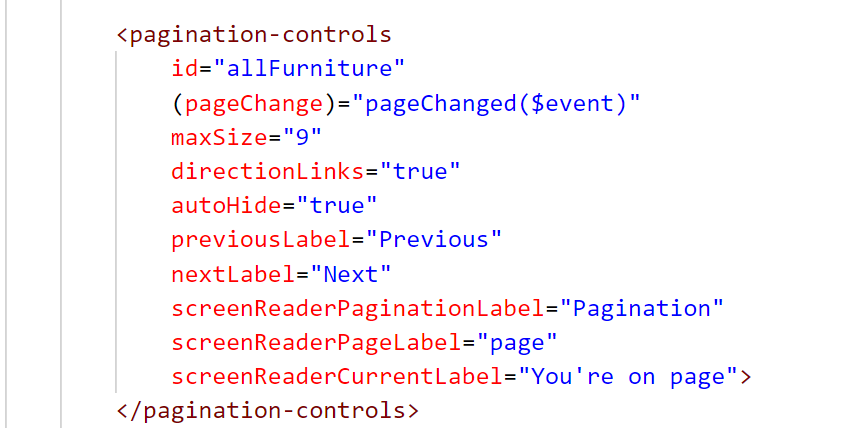 <pagination-controls
id="allFurniture"
(pageChange)="pageChanged($event)"
maxSize="9"
directionLinks="true"
autoHide="true"
previousLabel="Previous"
nextLabel="Next"
screenReaderPaginationLabel="Pagination"
screenReaderPageLabel="page"
screenReaderCurrentLabel="You're on page">
</pagination-controls>